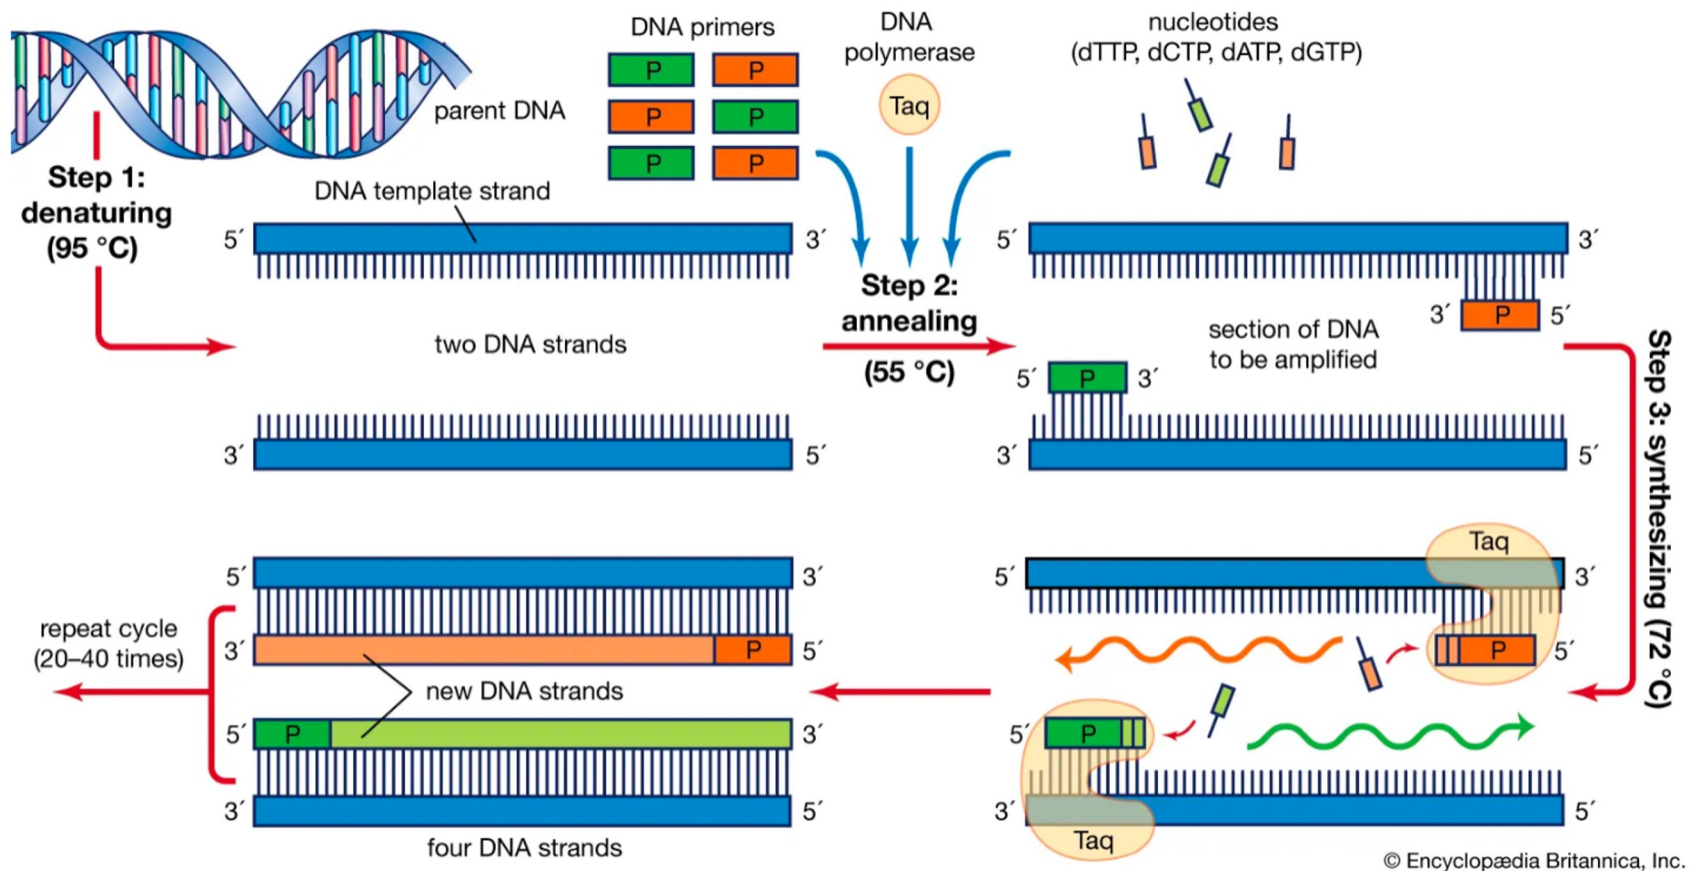 parent DNA
DNA primers
P
P
P
P
P
P
DNA
polymerase
Taq
nucleotides
(dTTP, dCTP, dATP, dGTP)
Step 1:
denaturing
(95 °C)
DNA template strand
5´
3´
two DNA strands
3´
5´
Step 2:
annealing
(55 °C)
5´
3´
3´
P
5´
section of DNA
to be amplified
5´
P
3´
3´
5´
Step 3: synthesizing (72 °C)
Taq
5´
3´
P
5´
5´
P
3´
5´
Taq
5´
3´
3´
P
5´
new DNA strands
5´
P
3´
3´
5´
four DNA strands
repeat cycle
(20–40 times)
© Encyclopædia Britannica, Inc.